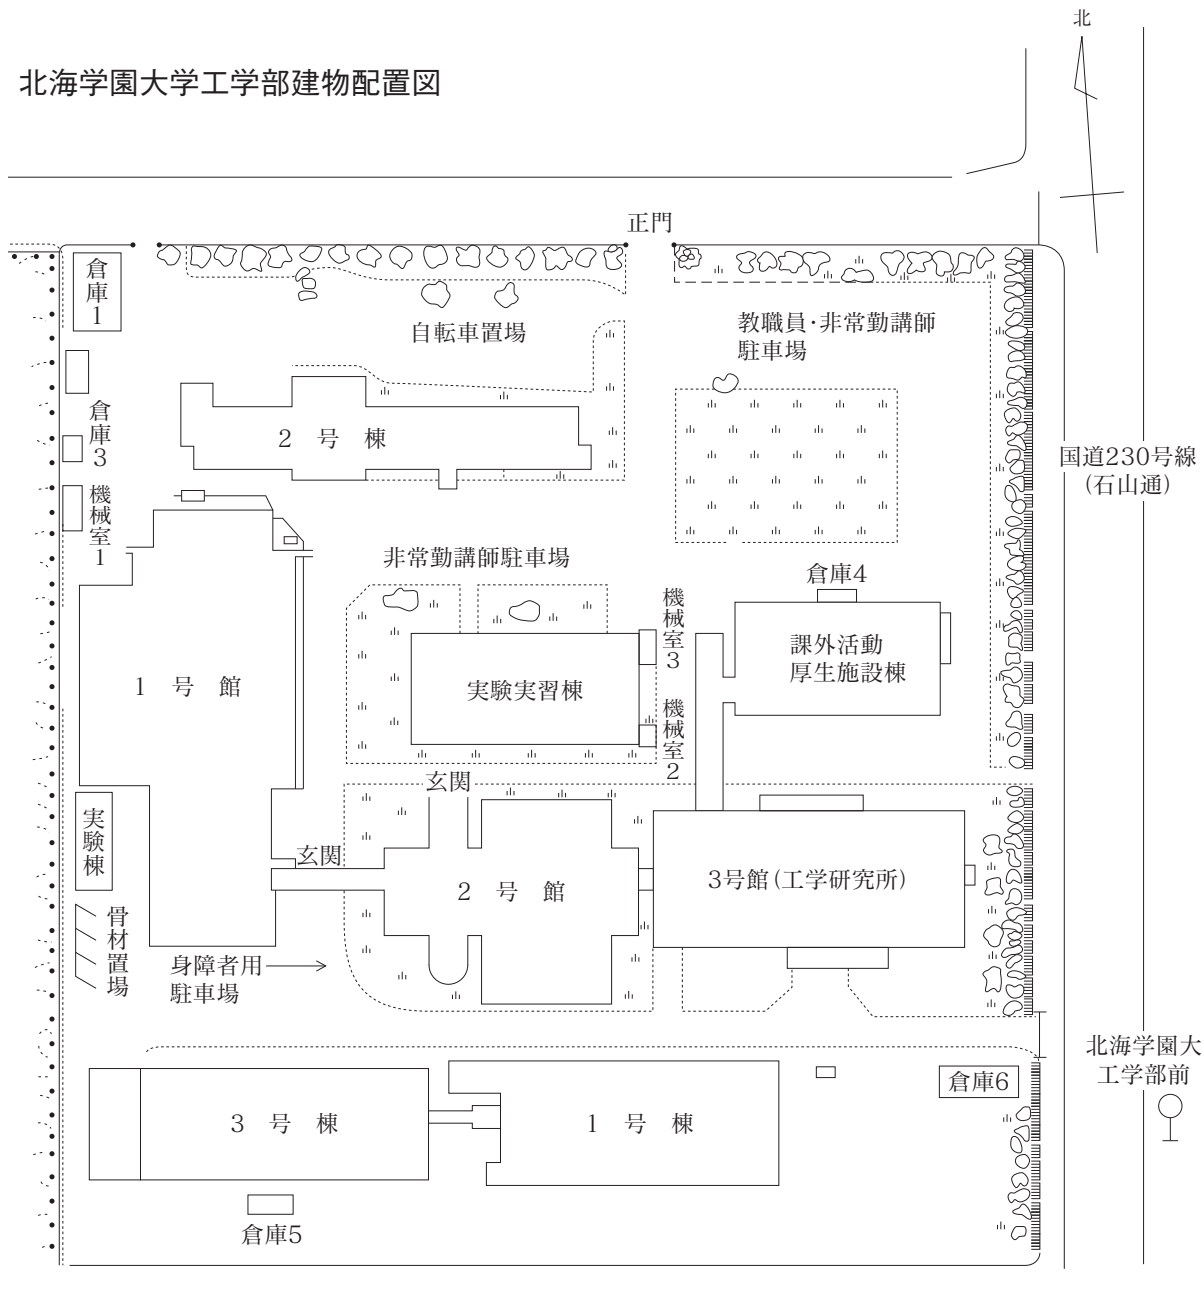 北
北海学園大学工学部建物配置図
正門
倉庫1
自転車置場
教職員・非常勤講師
駐車場
倉庫3
2 号 棟
国道230号線
(石山通)
機械室1
非常勤講師駐車場
倉庫4
機械室3
課外活動
厚生施設棟
1 号 館
実験実習棟
機械室2
玄関
実験棟
玄関
2 号 館
3号館(工学研究所)
骨材置場
身障者用
駐車場
北海学園大
工学部前
倉庫6
3 号 棟
1 号 棟
倉庫5